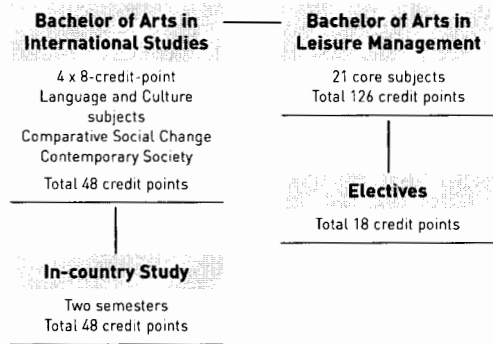 Bachelor of Arts in
International Studies
4 x 8-credit-point
Language and Culture
subjects
Comparative Social Change
Contemporary Society
Total 48 credit points
In-country Study
Two semesters
Total 48 credit points
Bachelor of Arts in
Leisure Management
21 core subjects
Total 126 credit points
Electives
Total 18 credit points